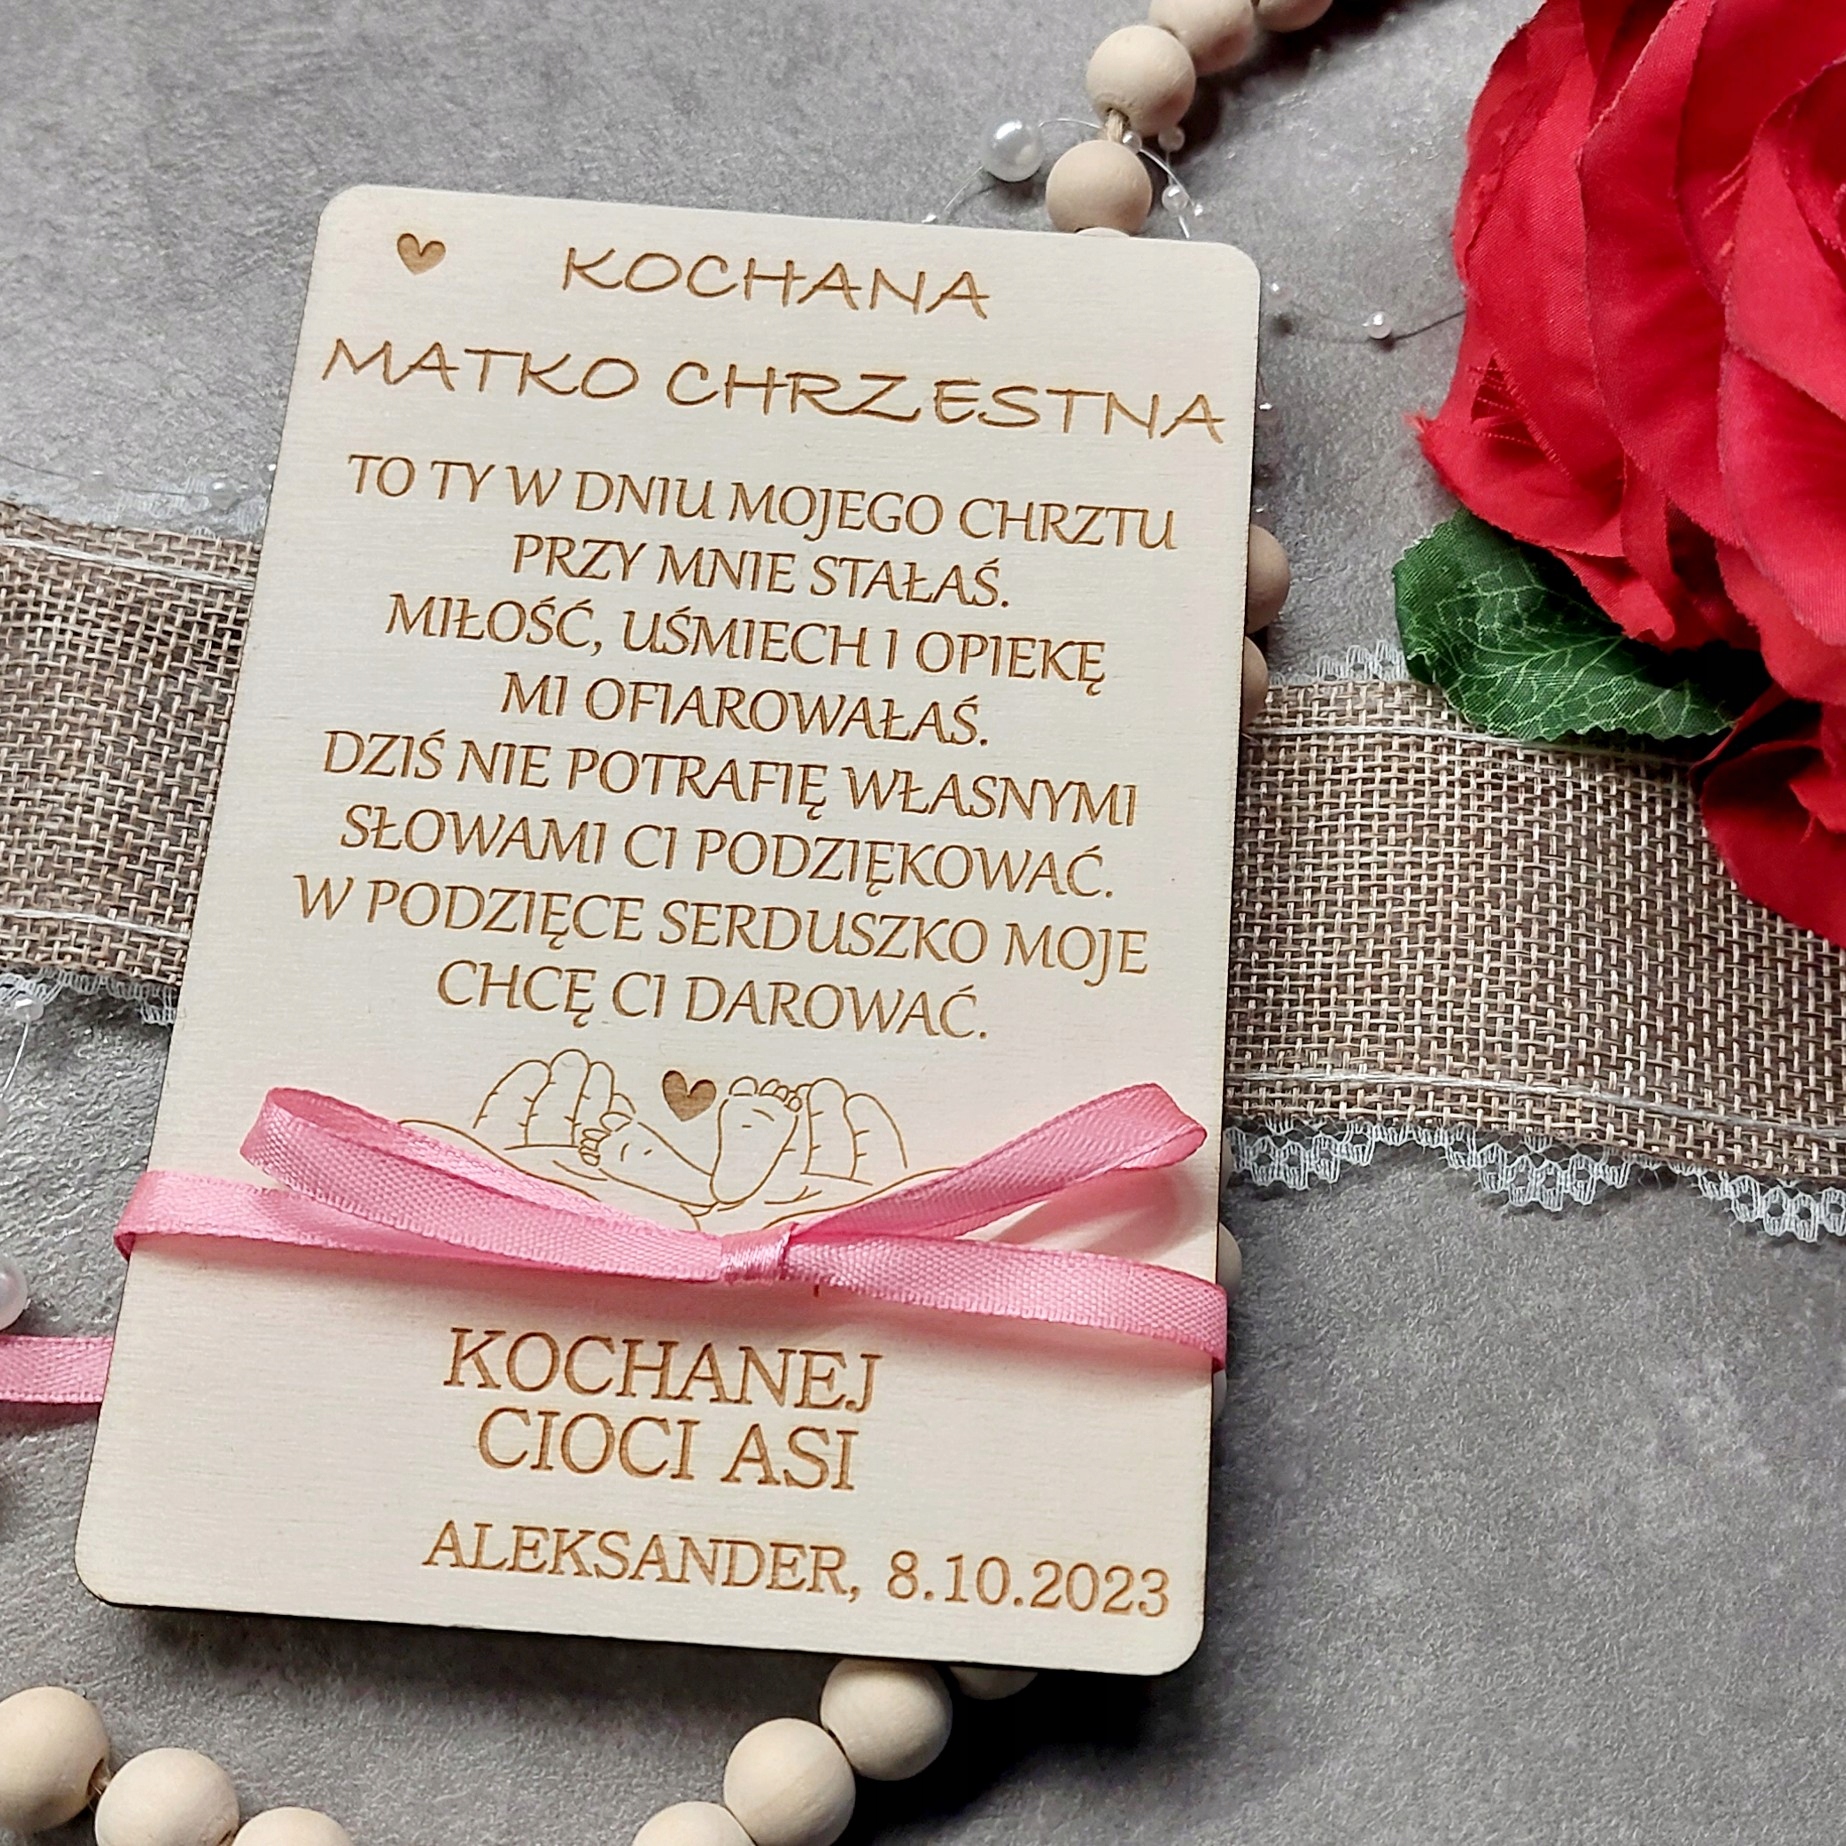 KOCHANA
MATKO CHRZESTNA
TO TY W DNIU MOJEGO CHRZTU
PRZY MNIE STAŁAŚ.
MIŁOŚĆ, UŚMIECH I OPIEKĘ
MI OFIAROWAŁAŚ.
DZIŚ NIE POTRAFIĘ WŁASNYMI
SŁOWAMI CI PODZIĘKOWAĆ.
W PODZIĘCE SERDUSZKO MOJE
CHCĘ CI DAROWAĆ.
KOCHANEJ
CIOCI ASI
ALEKSANDER, 8.10.2023